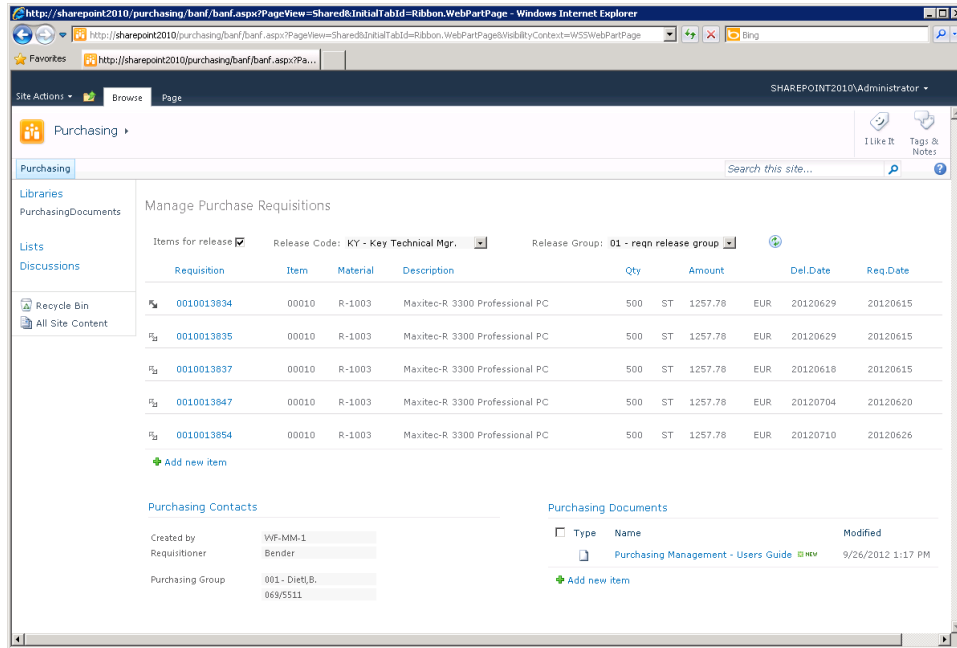 http://sharepoint2010/purchasing/banf/banf.aspx?PageView=Shared&InitialTabId=Ribbon.WebPartPage - Windows Internet Explorer
http://sharepoint2010/purchasing/banf/banf.aspx?PageView=Shared&InitialTabId=Ribbon.WebPartPage&VisibilityContext=WSSWebPartPage Bing
Favorites http://sharepoint2010/purchasing/banf/banf.aspx?Pa...
SHAREPOINT2010\Administrator
Site Actions Browse Page
Purchasing
I Like It Tags & Notes
Purchasing Search this site...
Libraries
PurchasingDocuments
Lists
Discussions
Recycle Bin
All Site Content
Manage Purchase Requisitions
Items for release Release Code: KY - Key Technical Mgr. Release Group: 01 - reqn release group
Requisition Item Material Description Qty Amount Del.Date Req.Date
0010013834 00010 R-1003 Maxitec-R 3300 Professional PC 500 ST 1257.78 EUR 20120629 20120615
0010013835 00010 R-1003 Maxitec-R 3300 Professional PC 500 ST 1257.78 EUR 20120629 20120615
0010013837 00010 R-1003 Maxitec-R 3300 Professional PC 500 ST 1257.78 EUR 20120618 20120615
0010013847 00010 R-1003 Maxitec-R 3300 Professional PC 500 ST 1257.78 EUR 20120704 20120620
0010013854 00010 R-1003 Maxitec-R 3300 Professional PC 500 ST 1257.78 EUR 20120710 20120626
Add new item
Purchasing Contacts
Created by WF-MM-1
Requisitioner Bender
Purchasing Group 001 - Dietl,B.
069/5511
Purchasing Documents
Type Name Modified
Purchasing Management - Users Guide NEW 9/26/2012 1:17 PM
Add new item